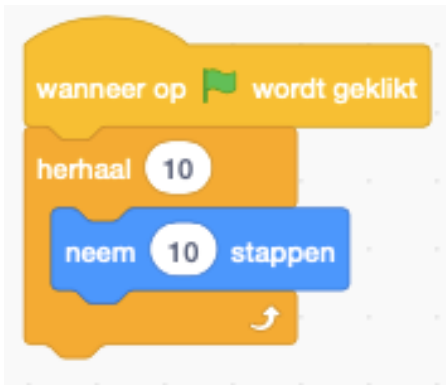 wanneer op wordt geklikt
herhaal 10
neem 10 stappen